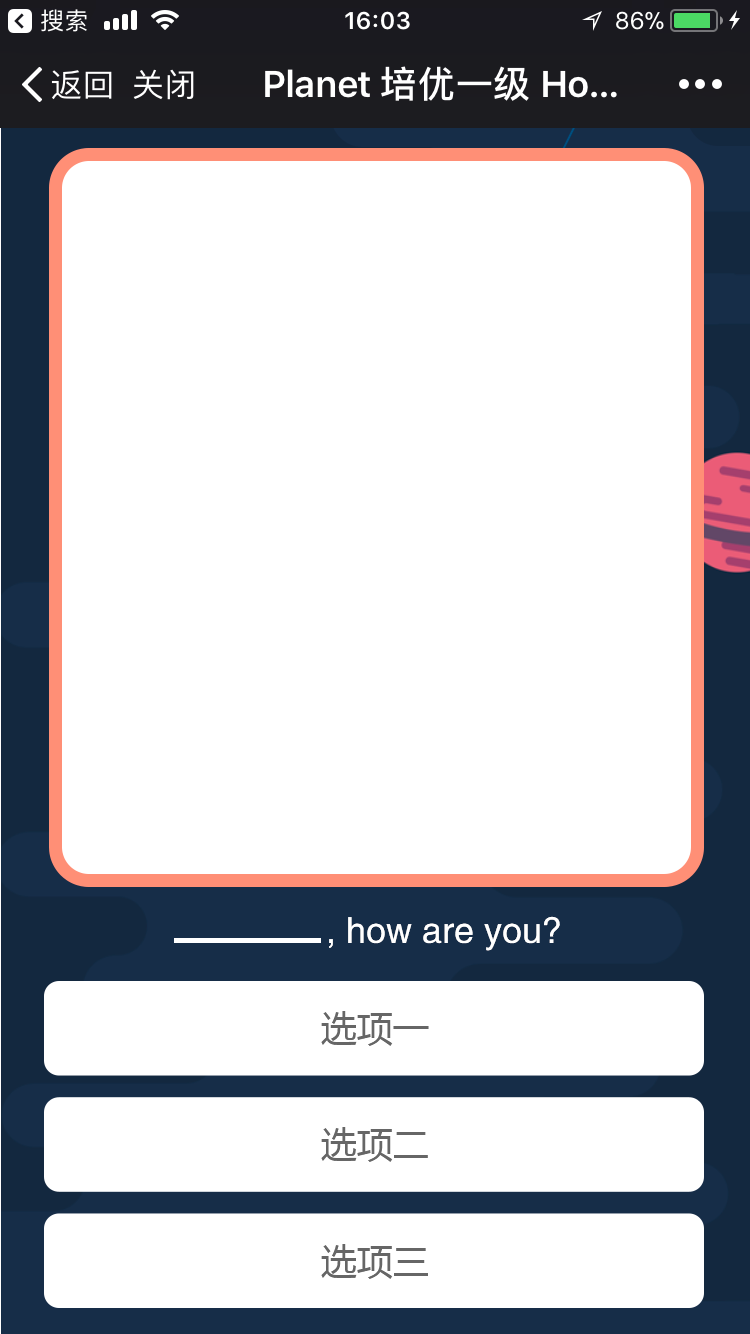 搜索 16:03 86%
返回 关闭 Planet 培优一级 Ho...
________, how are you?
选项一
选项二
选项三